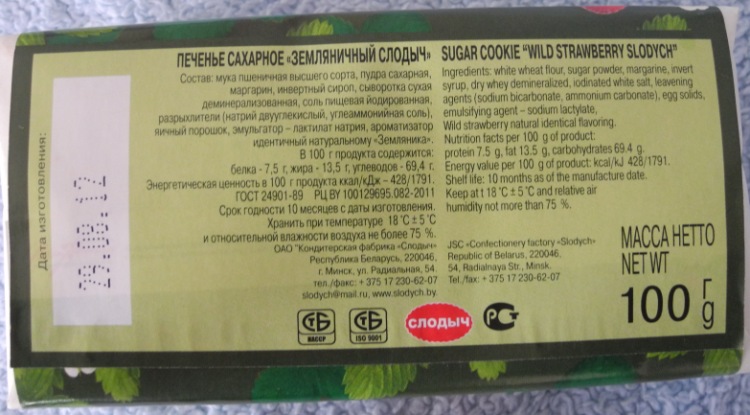 Дата изготовления:
29.08.12
ПЕЧЕНЬЕ САХАРНОЕ «ЗЕМЛЯНИЧНЫЙ СЛОДЫЧ»
Состав: мука пшеничная высшего сорта, пудра сахарная,
маргарин, инвертный сироп, сыворотка сухая
деминерализованная, соль пищевая йодированная,
разрыхлители (натрий двууглекислый, углеаммонийная соль),
яичный порошок, эмульгатор – лактилат натрия, ароматизатор
идентичный натуральному «Земляника».
В 100 г продукта содержится:
белка - 7,5 г, жира - 13,5 г, углеводов - 69,4 г.
Энергетическая ценность в 100 г продукта ккал/кДж – 428/1791.
ГОСТ 24901-89 РЦ BY 100129695.082-2011
Срок годности 10 месяцев с даты изготовления.
Хранить при температуре 18°С ± 5°С
и относительной влажности воздуха не более 75 %.
ОАО "Кондитерская фабрика «Слодыч»
Республика Беларусь, 220046,
г. Минск, ул. Радиальная, 54.
тел./факс: + 375 17 230-62-07
slodych@mail.ru, www.slodych.by.
SUGAR COOKIE "WILD STRAWBERRY SLODYCH"
Ingredients: white wheat flour, sugar powder, margarine, invert
syrup, dry whey demineralized, iodinated white salt, leavening
agents (sodium bicarbonate, ammonium carbonate), egg solids,
emulsifying agent – sodium lactylate,
Wild strawberry natural identical flavoring.
Nutrition facts per 100 g of product:
protein 7.5 g, fat 13.5 g, carbohydrates 69.4 g.
Energy value per 100 g of product: kcal/kJ 428/1791.
Shelf life: 10 months as of the manufacture date.
Keep at t 18 °C ± 5°C and relative air
humidity not more than 75 %.
JSC «Confectionery factory «Slodych»
Republic of Belarus, 220046,
54, Radialnaya Str., Minsk.
Tel./fax: + 375 17 230-62-07
МАССА НЕТТО
NET WT
100 г
g
СТБ
НАССР
СТБ
ISO 9001
СЛОДЫЧ
РСТ